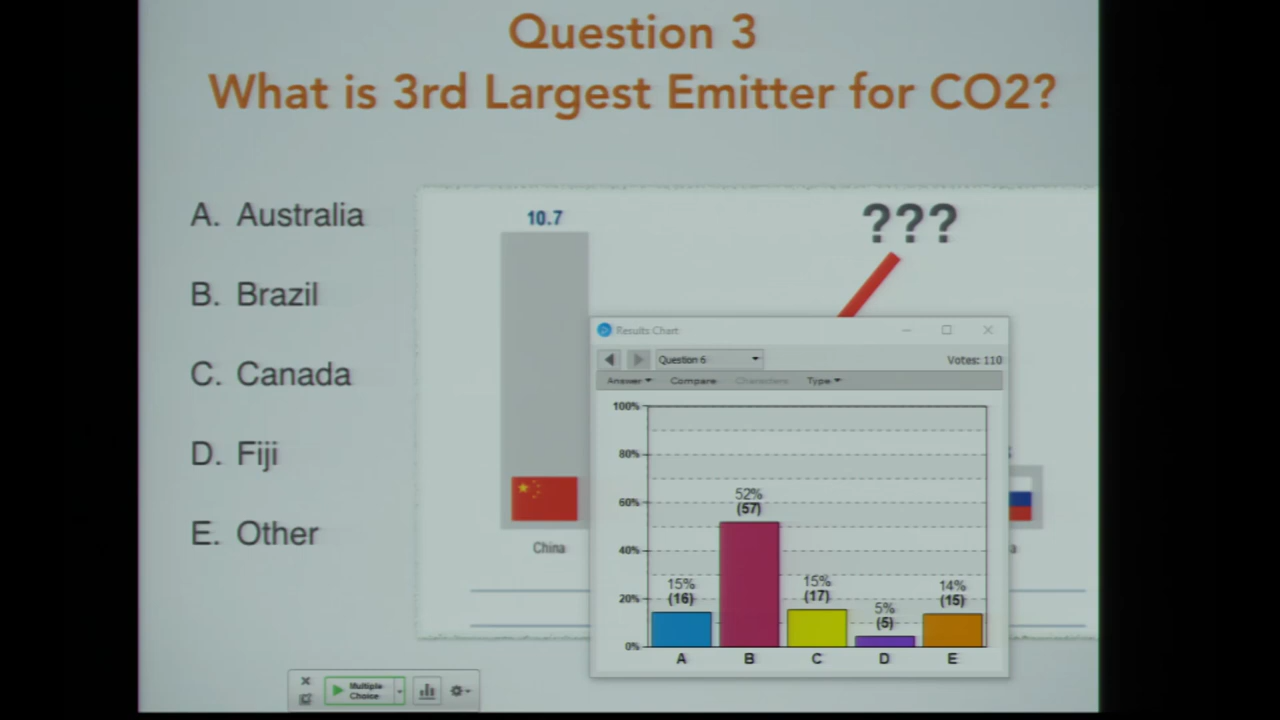 Question 3
What is 3rd Largest Emitter for CO2?
A. Australia
B. Brazil
C. Canada
D. Fiji
E. Other
10.7
???
China
a
Results Chart
Question 6
Votes: 110
Answer
Compare
Characters
Type
100%
80%
60%
40%
20%
0%
15%
(16)
52%
(57)
15%
(17)
5%
(5)
14%
(15)
A B C D E
Multiple
Choice